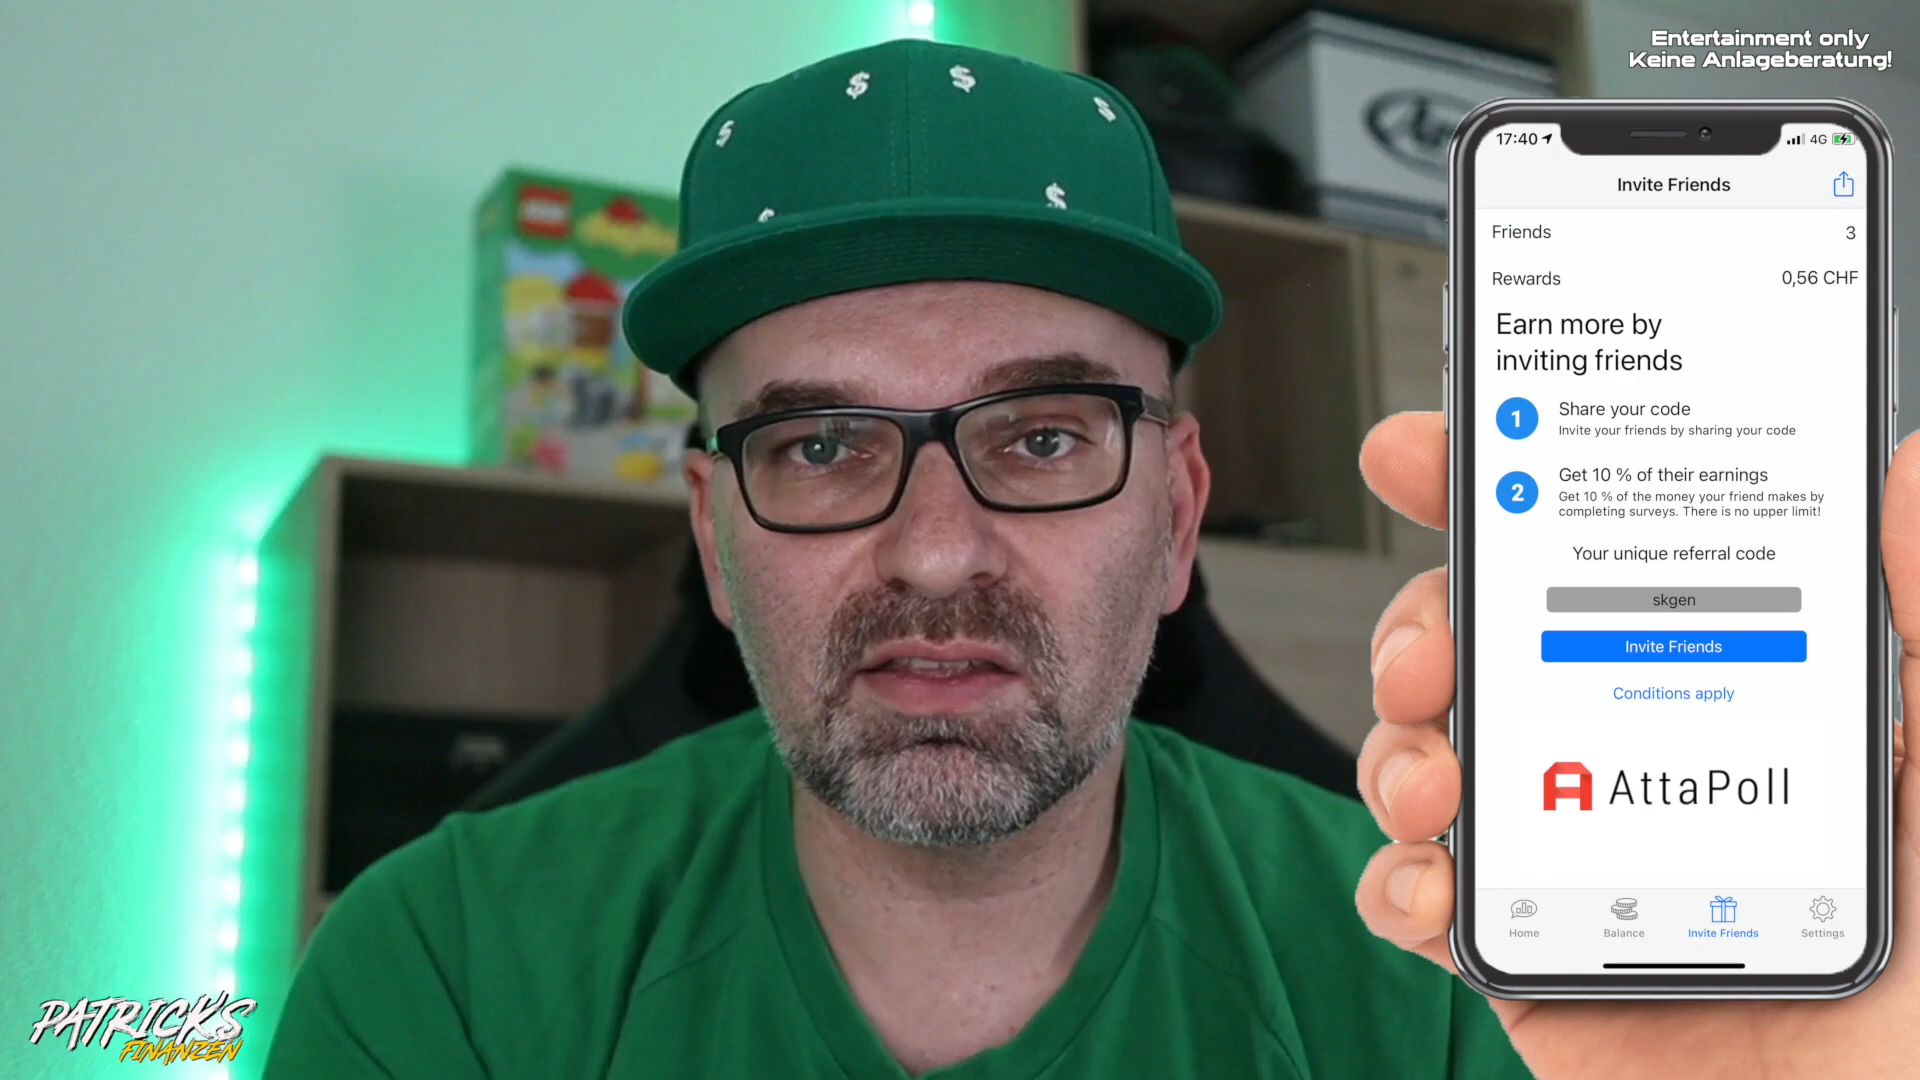 Entertainment only
Keine Anlageberatung!
17:40
4G
Invite Friends
Friends
3
Rewards
0,56 CHF
Earn more by
inviting friends
1
Share your code
Invite your friends by sharing your code
2
Get 10 % of their earnings
Get 10 % of the money your friend makes by
completing surveys. There is no upper limit!
Your unique referral code
skgen
Invite Friends
Conditions apply
AttaPoll
Home
Balance
Invite Friends
Settings
PATRICKS
FINANZEN
$ $ $ $ $ $